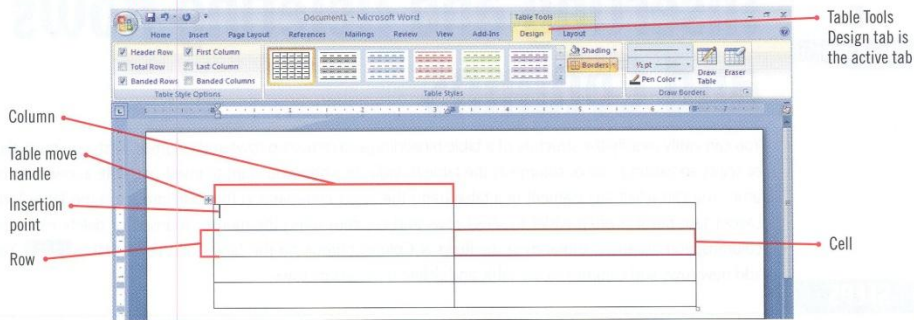 Document1 - Microsoft Word
Table Tools
Home Insert Page Layout References Mailings Review View Add-Ins Design Layout
Header Row First Column
Total Row Last Column
Banded Rows Banded Columns
Table Style Options
Table Styles
Shading
Borders
½ pt
Pen Color
Draw Table
Eraser
Draw Borders
Table Tools
Design tab is
the active tab
Column
Table move
handle
Insertion
point
Row
Cell